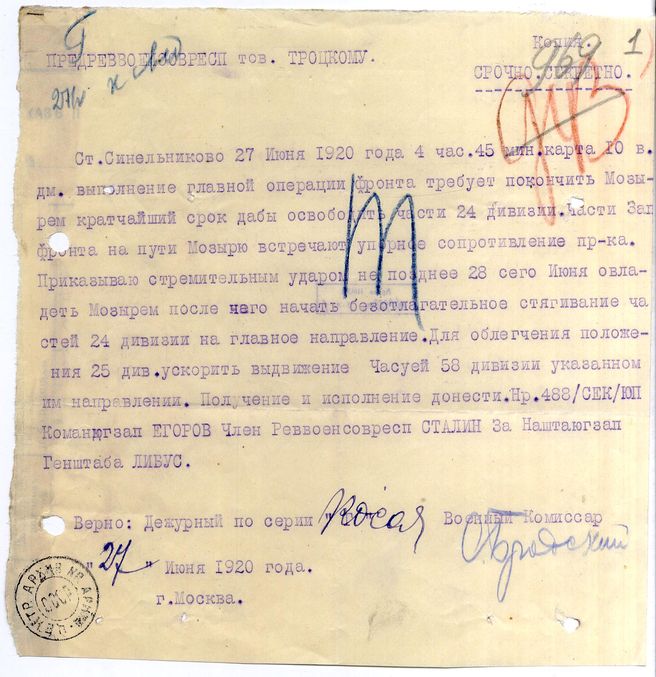 Копия. 1
969
ПРЕДРЕВВОЕНСОВРЕСП тов. ТРОЦКОМУ.
СРОЧНО.СЕКРЕТНО.
Ст.Синельниково 27 Июня 1920 года 4 час.45 мин.карта 10 в.
дм. выполнение главной операции фронта требует покончить Мозы-
рем кратчайший срок дабы освободить части 24 дивизии.Части Зап
фронта на пути Мозырю встречают упорное сопротивление пр-ка.
Приказываю стремительным ударом не позднее 28 сего Июня овла-
деть Мозырем после чего начать безотлагательное стягивание ча
стей 24 дивизии на главное направление.Для облегчения положе-
ния 25 див.ускорить выдвижение Часуей 58 дивизии указанном
им направлении. Получение и исполнение донести.Нр.488/СЕК/ЮП
Команюгзап ЕГОРОВ Член Реввоенсовресп СТАЛИН За Наштаюгзап
Генштаба ЛИБУС.
Верно: Дежурный по серии Военный Комиссар
"27" Июня 1920 года.
г.Москва.